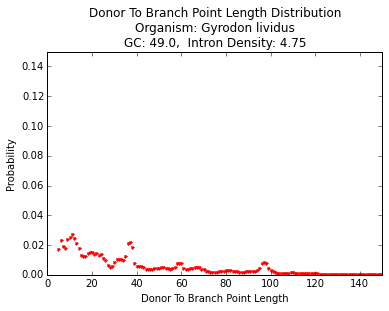 Donor To Branch Point Length Distribution
Organism: Gyrodon lividus
GC: 49.0,  Intron Density: 4.75
0.14
0.12
0.10
0.08
0.06
0.04
0.02
0.00
Probability
0 20 40 60 80 100 120 140
Donor To Branch Point Length